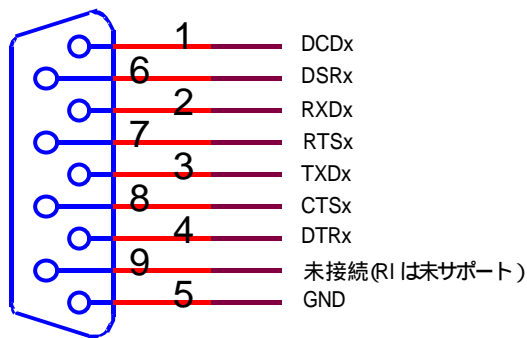 1 DCDx
6 DSRx
2 RXDx
7 RTSx
3 TXDx
8 CTSx
4 DTRx
9 未接続(RIは未サポート)
5 GND